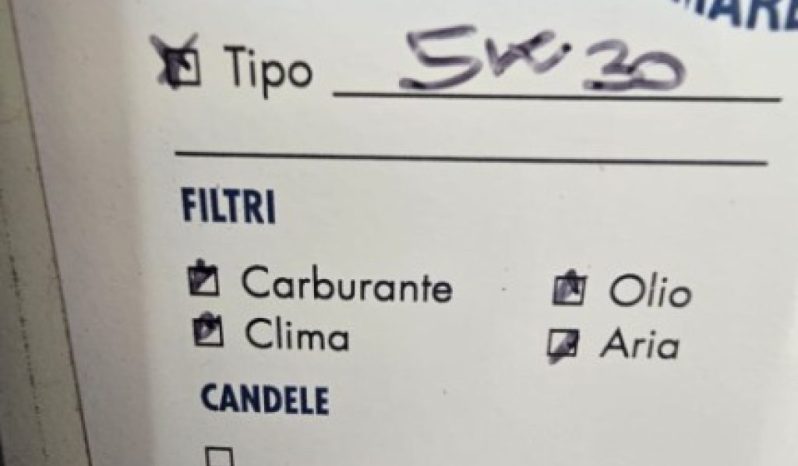 Tipo 5W30
FILTRI
Carburante Olio
Clima Aria
CANDELE